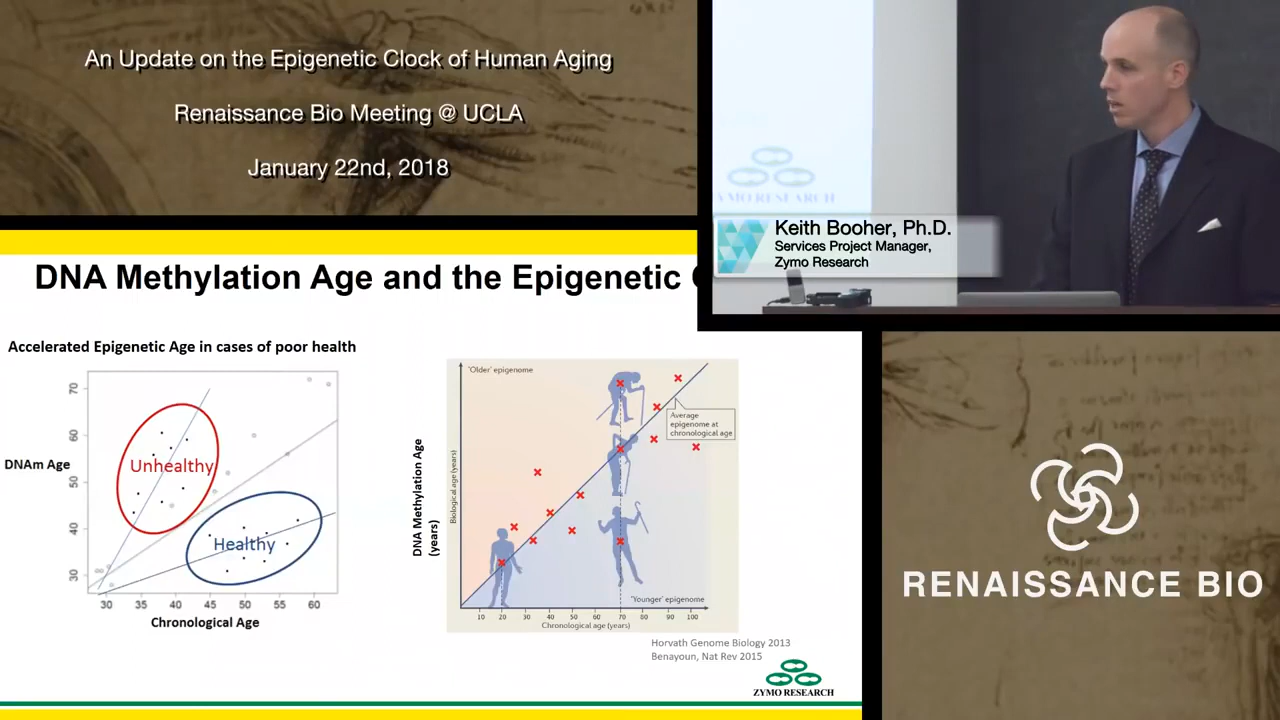 An Update on the Epigenetic Clock of Human Aging
Renaissance Bio Meeting @ UCLA
January 22nd, 2018
YMO RESEARCH
Keith Booher, Ph.D.
Services Project Manager,
Zymo Research
DNA Methylation Age and the Epigenetic
Accelerated Epigenetic Age in cases of poor health
70
60
50
40
30
DNAm Age
Unhealthy
Healthy
30 35 40 45 50 55 60
Chronological Age
DNA Methylation Age
(years)
Biological age (years)
'Older' epigenome
Average
epigenome at
chronological age
'Younger' epigenome
10 20 30 40 50 60 70 80 90 100
Chronological age (years)
Horvath Genome Biology 2013
Benayoun, Nat Rev 2015
ZYMO RESEARCH
RENAISSANCE BIO